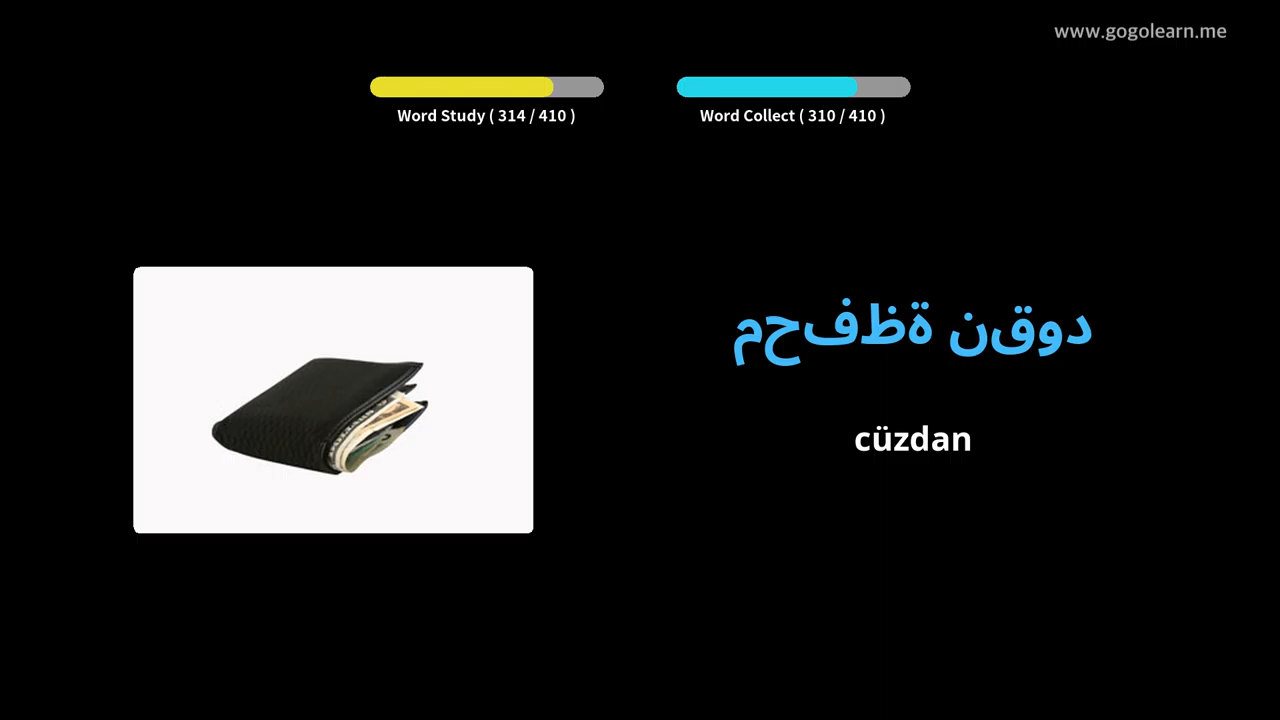 www.gogolearn.me
Word Study ( 314 / 410 )
Word Collect ( 310 / 410 )
محفظة نقود
cüzdan